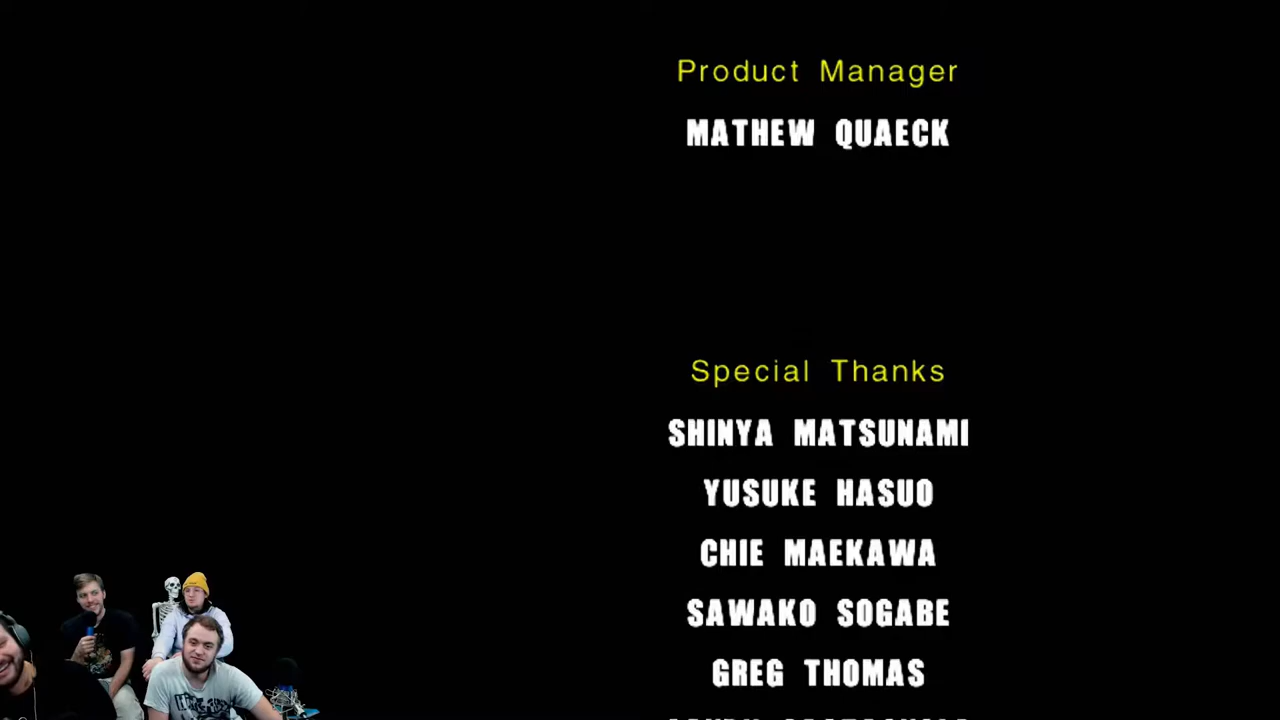 Product Manager
MATHEW QUAECK
Special Thanks
SHINYA MATSUNAMI
YUSUKE HASUO
CHIE MAEKAWA
SAWAKO SOGABE
GREG THOMAS